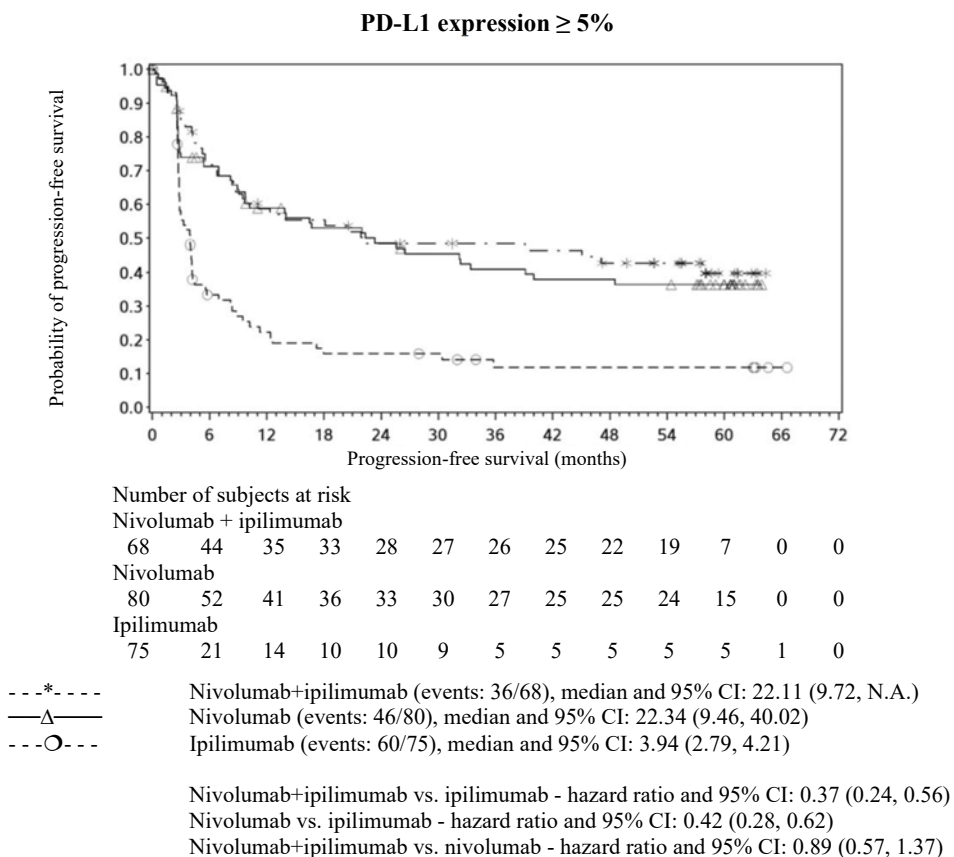 PD-L1 expression ≥ 5%
Probability of progression-free survival
1.0
0.9
0.8
0.7
0.6
0.5
0.4
0.3
0.2
0.1
0.0
0 6 12 18 24 30 36 42 48 54 60 66 72
Progression-free survival (months)
Number of subjects at risk
Nivolumab + ipilimumab
68 44 35 33 28 27 26 25 22 19 7 0 0
Nivolumab
80 52 41 36 33 30 27 25 25 24 15 0 0
Ipilimumab
75 21 14 10 10 9 5 5 5 5 5 1 0
- - -*- - - - Nivolumab+ipilimumab (events: 36/68), median and 95% CI: 22.11 (9.72, N.A.)
──Δ─── Nivolumab (events: 46/80), median and 95% CI: 22.34 (9.46, 40.02)
- - -❍- - - Ipilimumab (events: 60/75), median and 95% CI: 3.94 (2.79, 4.21)
Nivolumab+ipilimumab vs. ipilimumab - hazard ratio and 95% CI: 0.37 (0.24, 0.56)
Nivolumab vs. ipilimumab - hazard ratio and 95% CI: 0.42 (0.28, 0.62)
Nivolumab+ipilimumab vs. nivolumab - hazard ratio and 95% CI: 0.89 (0.57, 1.37)